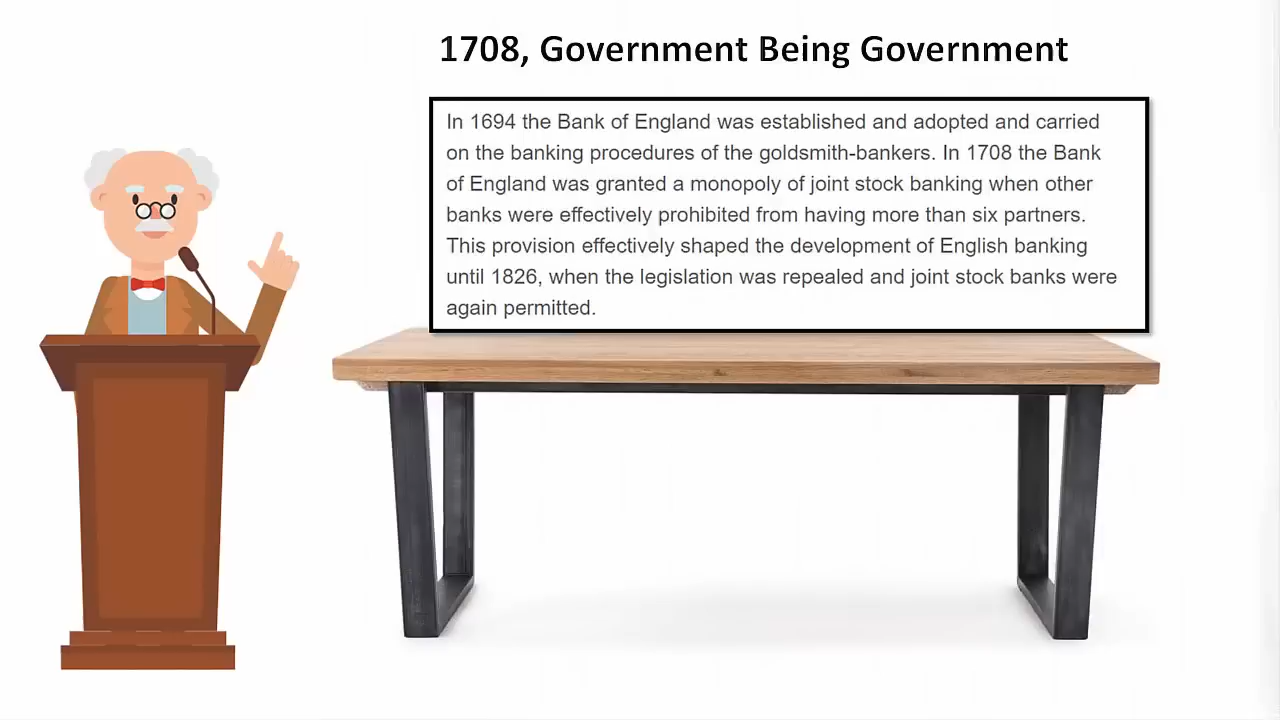 1708, Government Being Government
In 1694 the Bank of England was established and adopted and carried
on the banking procedures of the goldsmith-bankers. In 1708 the Bank
of England was granted a monopoly of joint stock banking when other
banks were effectively prohibited from having more than six partners.
This provision effectively shaped the development of English banking
until 1826, when the legislation was repealed and joint stock banks were
again permitted.